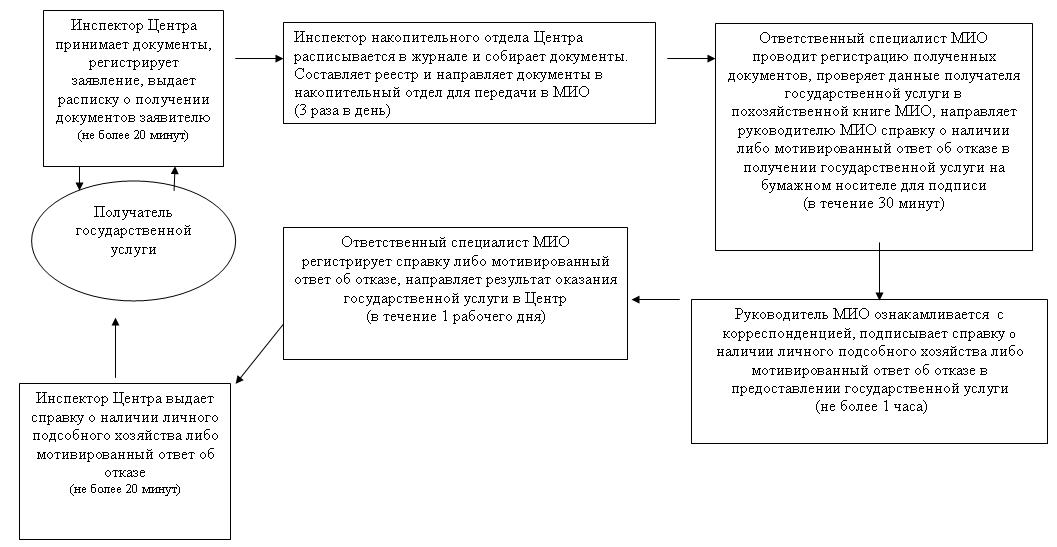 Инспектор Центра
принимает документы,
регистрирует
заявление, выдает
расписку о получении
документов заявителю
(не более 20 минут)
Инспектор накопительного отдела Центра
расписывается в журнале и собирает документы.
Составляет реестр и направляет документы в
накопительный отдел для передачи в МИО
(3 раза в день)
Ответственный специалист МИО
проводит регистрацию полученных
документов, проверяет данные получателя
государственной услуги в
похозяйственной книге МИО, направляет
руководителю МИО справку о наличии
либо мотивированный ответ об отказе в
получении государственной услуги на
бумажном носителе для подписи
(в течение 30 минут)
Получатель
государственной
услуги
Ответственный специалист МИО
регистрирует справку либо мотивированный
ответ об отказе, направляет результат оказания
государственной услуги в Центр
(в течение 1 рабочего дня)
Руководитель МИО ознакамливается с
корреспонденцией, подписывает справку о
наличии личного подсобного хозяйства либо
мотивированный ответ об отказе в
предоставлении государственной услуги
(не более 1 часа)
Инспектор Центра выдает
справку о наличии личного
подсобного хозяйства либо
мотивированный ответ об
отказе
(не более 20 минут)